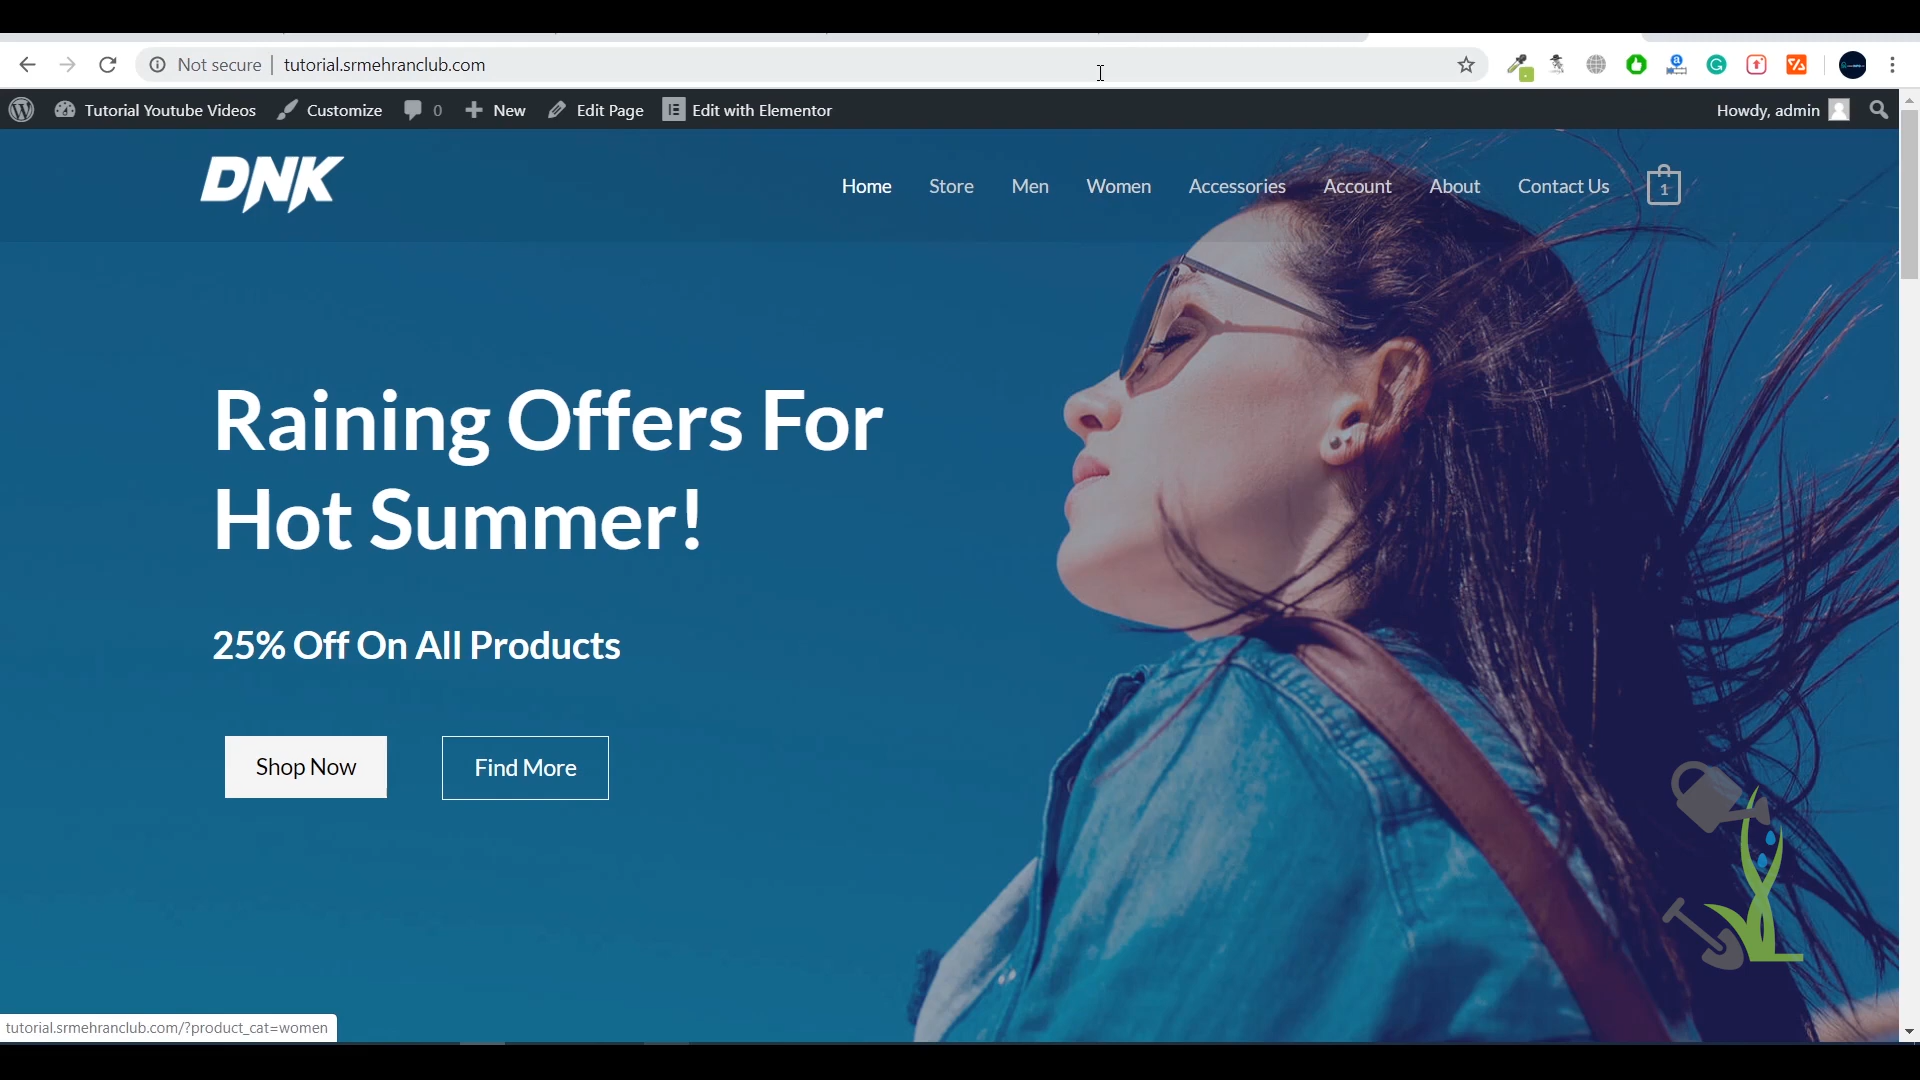 Not secure | tutorial.srmehranclub.com
Tutorial Youtube Videos Customize 0 New Edit Page Edit with Elementor Howdy, admin
DNK
Home Store Men Women Accessories Account About Contact Us 1
Raining Offers For
Hot Summer!
25% Off On All Products
Shop Now Find More
tutorial.srmehranclub.com/?product_cat=women